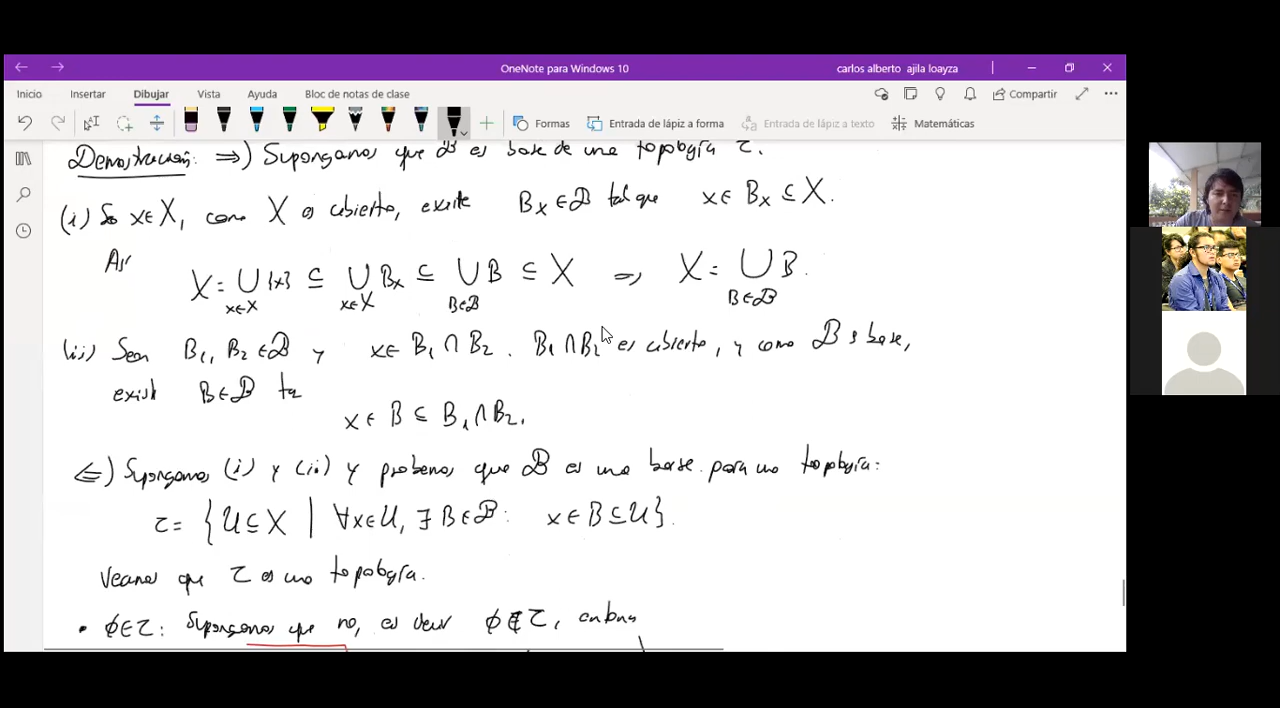 OneNote para Windows 10
carlos alberto ajila loayza
Inicio Insertar Dibujar Vista Ayuda Bloc de notas de clase
Compartir
Formas Entrada de lápiz a forma Entrada de lápiz a texto Matemáticas
Demostración: ⇒) Supongamos que ℬ es base de una topología τ.
(i) Sea x∈X, como X es abierto, existe Bx∈ℬ tal que x∈ Bx ⊆ X.
Así
X = ∪ {x} ⊆ ∪ Bx ⊆ ∪ B ⊆ X ⇒ X = ∪ B.
x∈X x∈X B∈ℬ B∈ℬ
(ii) Sean B1, B2 ∈ℬ y x∈ B1 ∩ B2. B1 ∩ B2 es abierto, y como ℬ es base,
exist B∈ℬ ta
x ∈ B ⊆ B1 ∩ B2.
⇐) Supongamos (i) y (ii) y probemos que ℬ es una base para una topología:
τ = { U⊆X | ∀x∈U, ∃ B∈ℬ: x∈B⊆U}.
Veamos que τ es una topología.
• ∅∈τ: Supongamos que no, es decir ∅∉τ, entonces